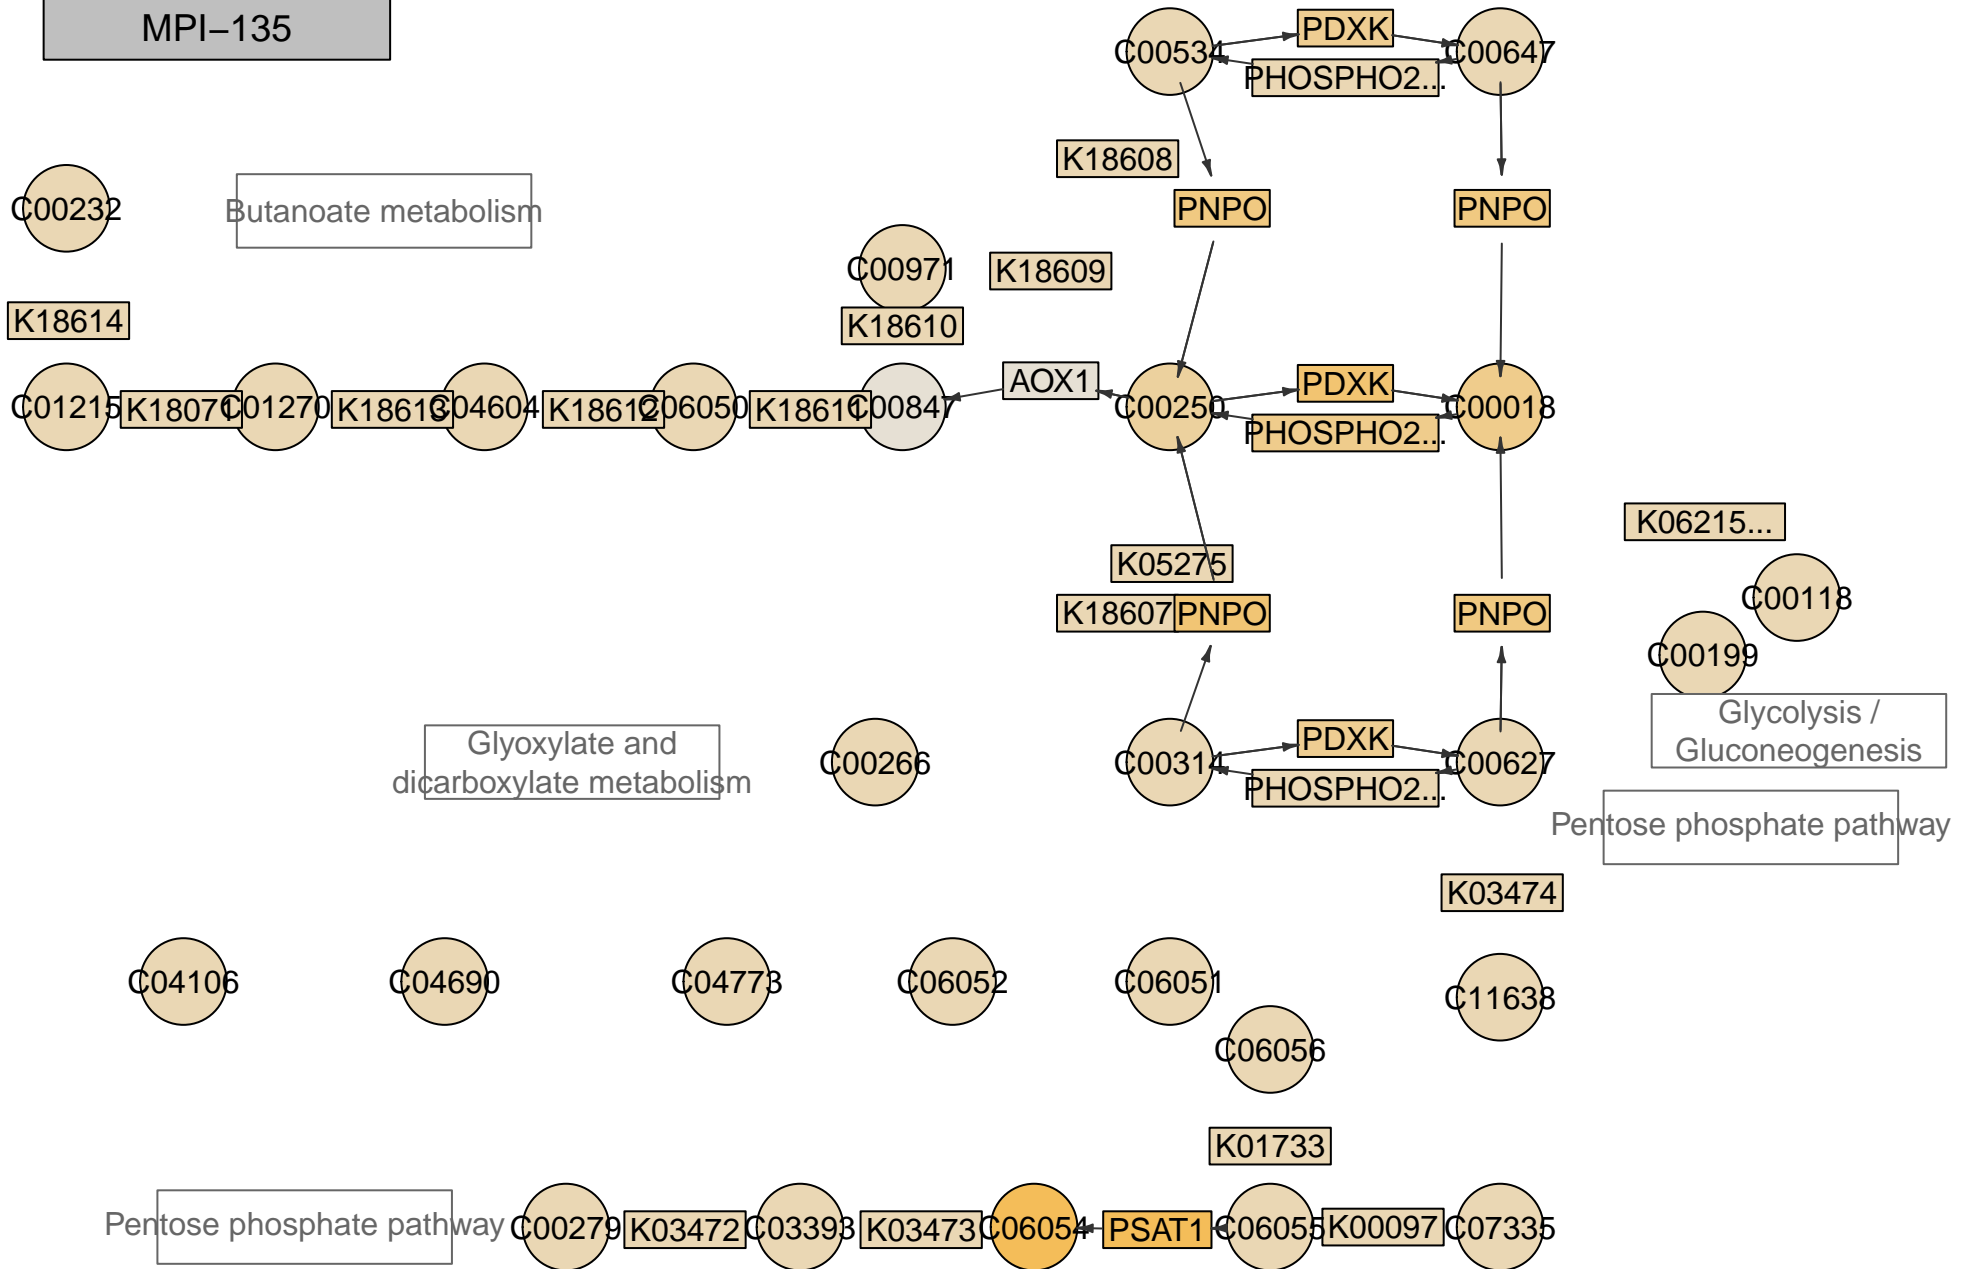 MPI−135
C00534
PDXK
C00647
PHOSPHO2...
K18608
C00232
Butanoate metabolism
PNPO
PNPO
C00971
K18609
K18614
K18610
C01215
K18071
C01270
K18613
C04604
K18612
C06050
K18611
C00847
AOX1
C00250
PDXK
PHOSPHO2...
C00018
K06215...
K05275
K18607
PNPO
PNPO
C00118
C00199
Glycolysis /
Gluconeogenesis
Glyoxylate and
dicarboxylate metabolism
C00266
C00314
PDXK
PHOSPHO2...
C00627
Pentose phosphate pathway
K03474
C04106
C04690
C04773
C06052
C06051
C11638
C06056
K01733
Pentose phosphate pathway
C00279
K03472
C03393
K03473
C06054
PSAT1
C06055
K00097
C07335